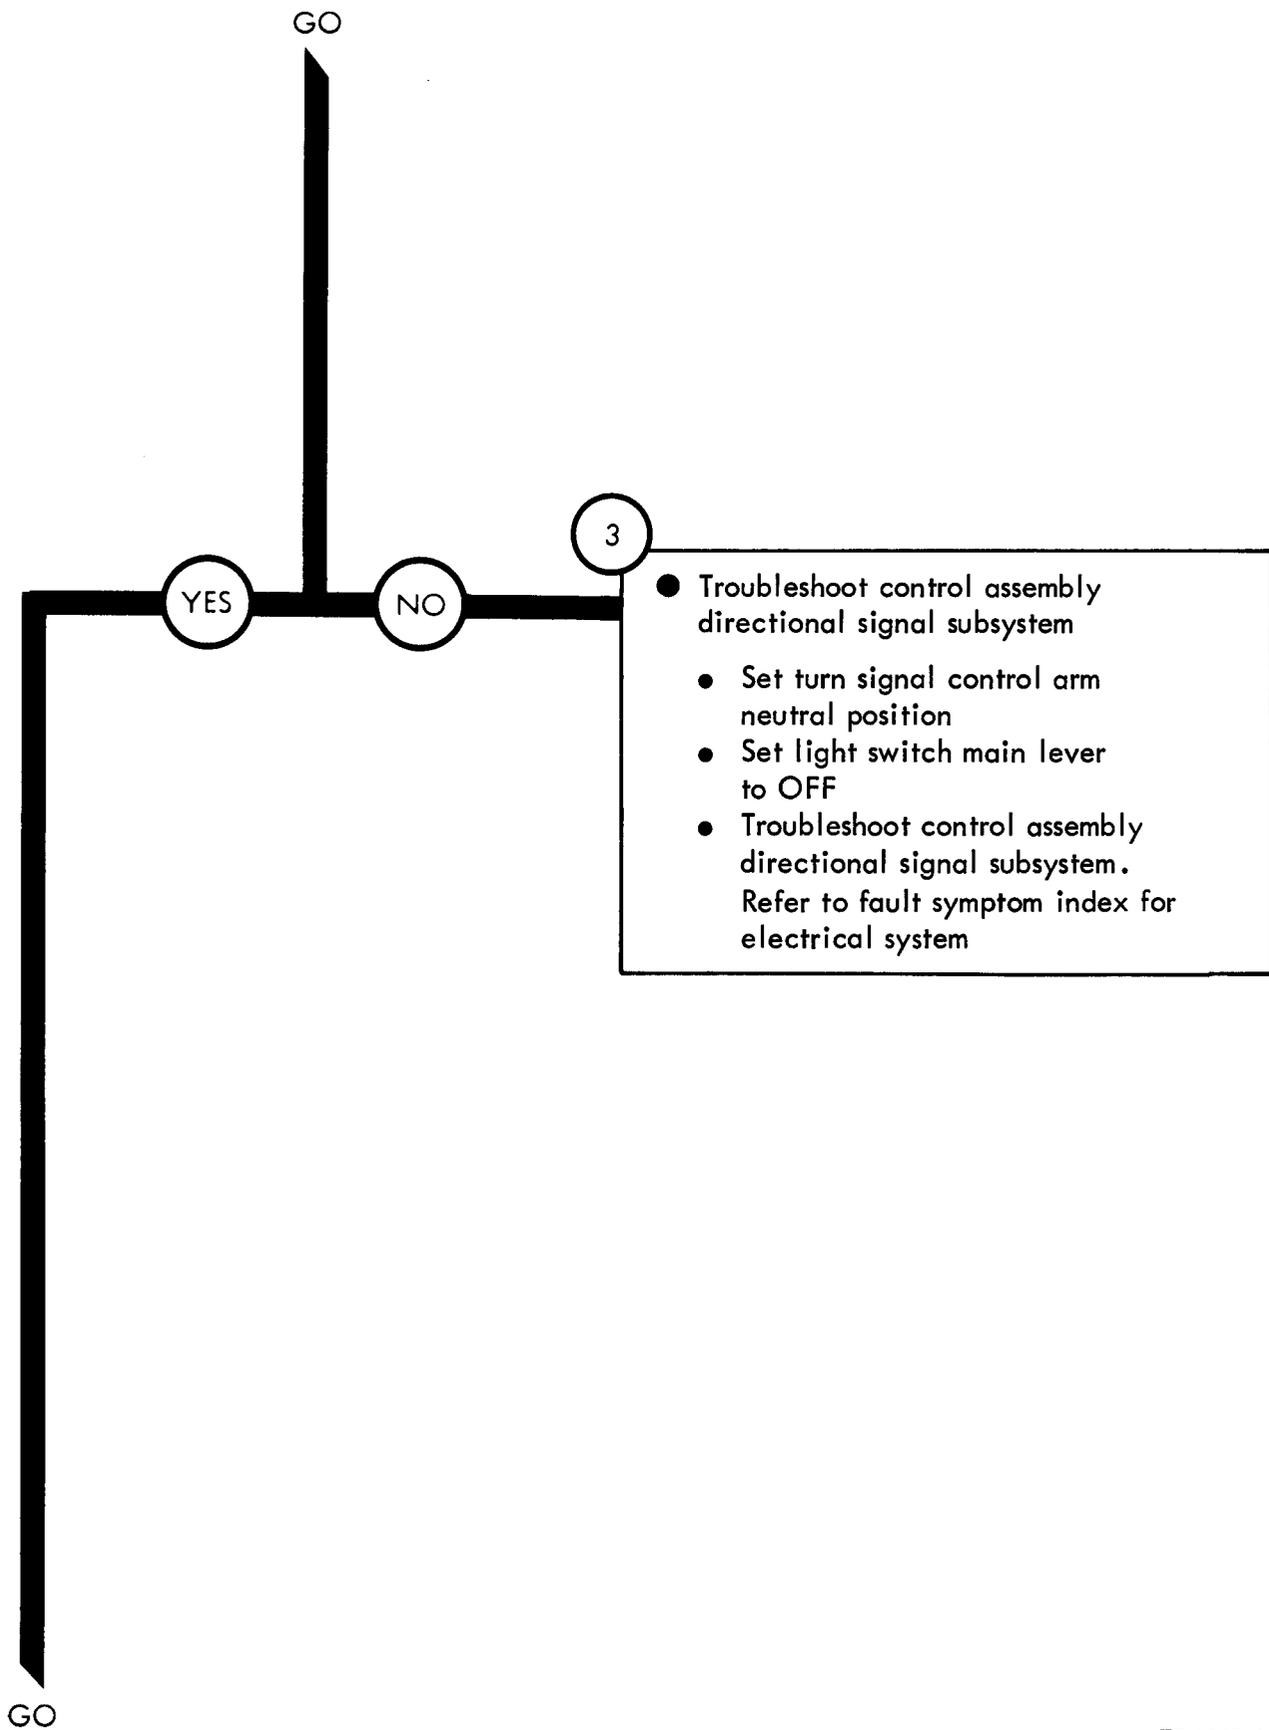 GO
3
YES
NO
● Troubleshoot control assembly
directional signal subsystem
● Set turn signal control arm
neutral position
● Set light switch main lever
to OFF
● Troubleshoot control assembly
directional signal subsystem.
Refer to fault symptom index for
electrical system
GO